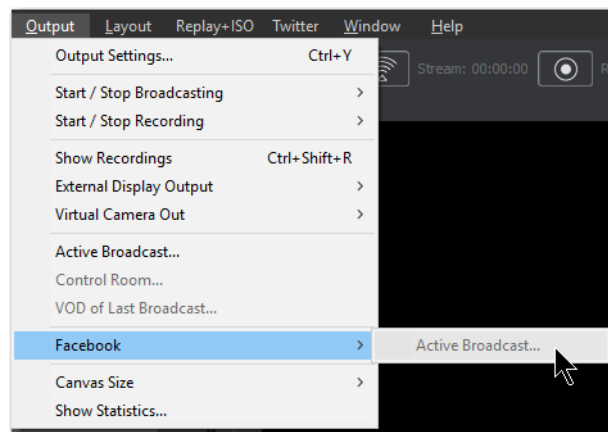 Output Layout Replay+ISO Twitter Window Help
Output Settings... Ctrl+Y
Stream: 00:00:00 R
Start / Stop Broadcasting >
Start / Stop Recording >
Show Recordings Ctrl+Shift+R
External Display Output >
Virtual Camera Out >
Active Broadcast...
Control Room...
VOD of Last Broadcast...
Facebook > Active Broadcast...
Canvas Size >
Show Statistics...